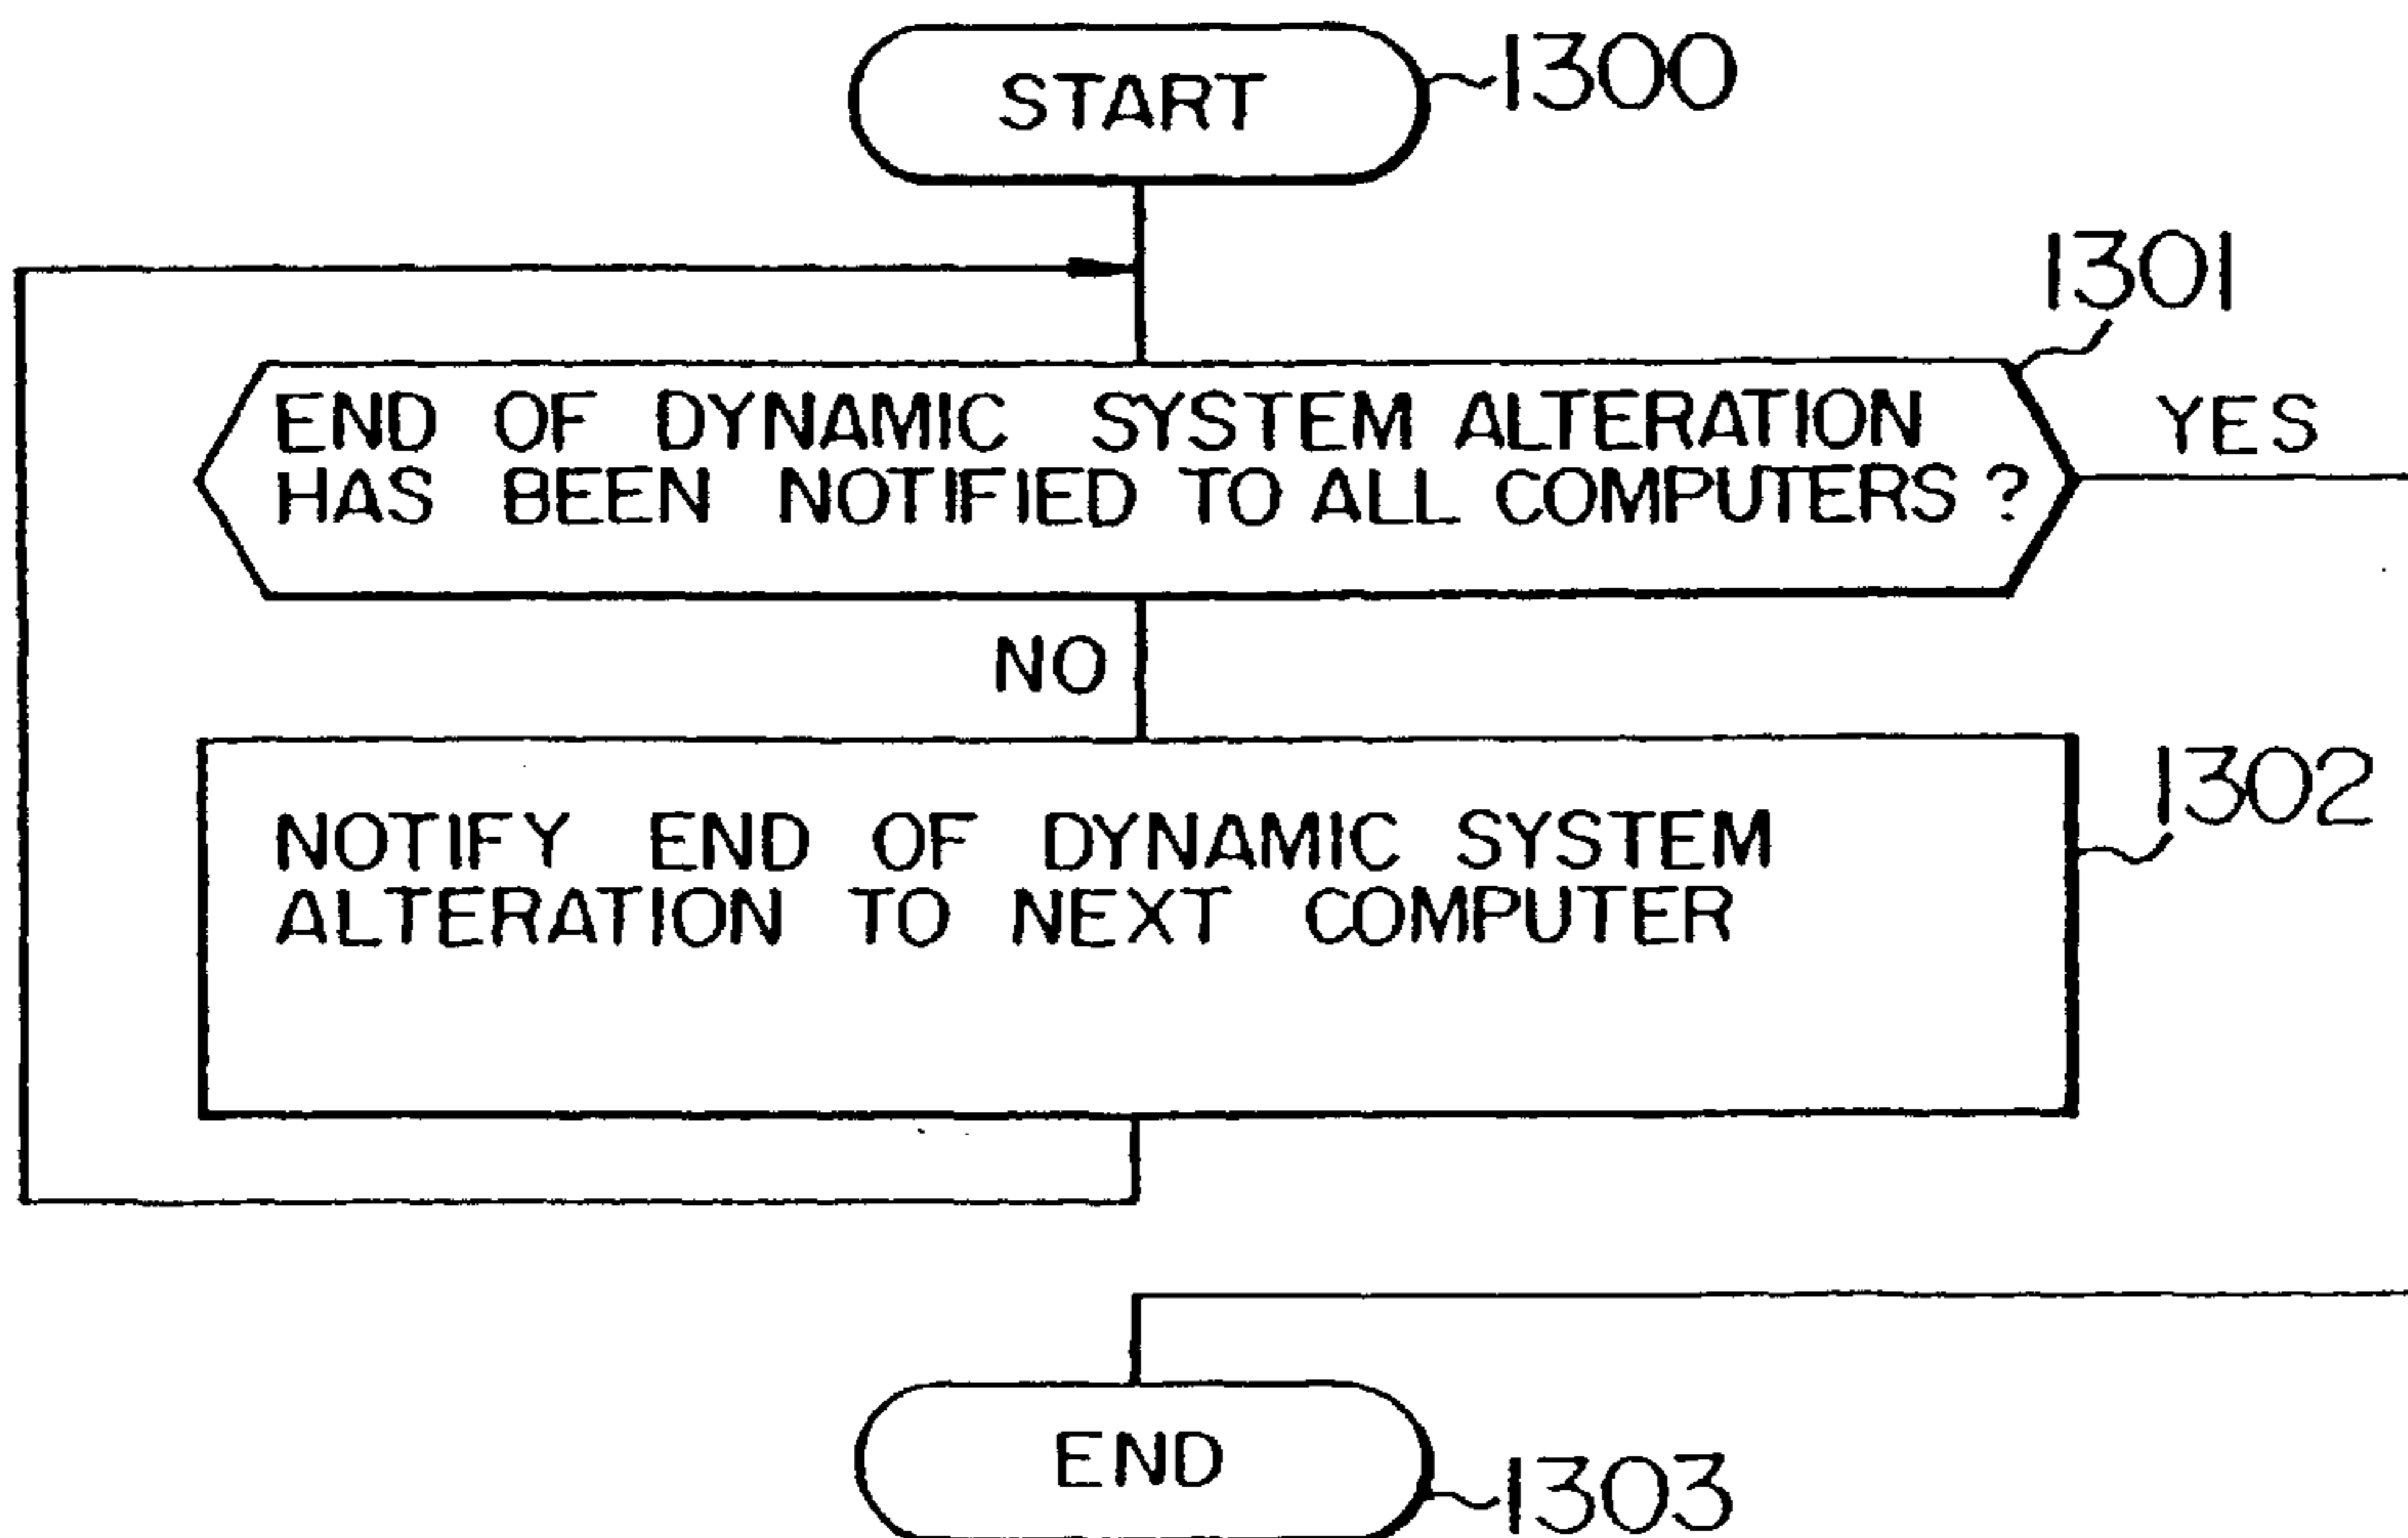 START
1300
1301
END OF DYNAMIC SYSTEM ALTERATION
HAS BEEN NOTIFIED TO ALL COMPUTERS ?
YES
NO
1302
NOTIFY END OF DYNAMIC SYSTEM
ALTERATION TO NEXT COMPUTER
END
1303